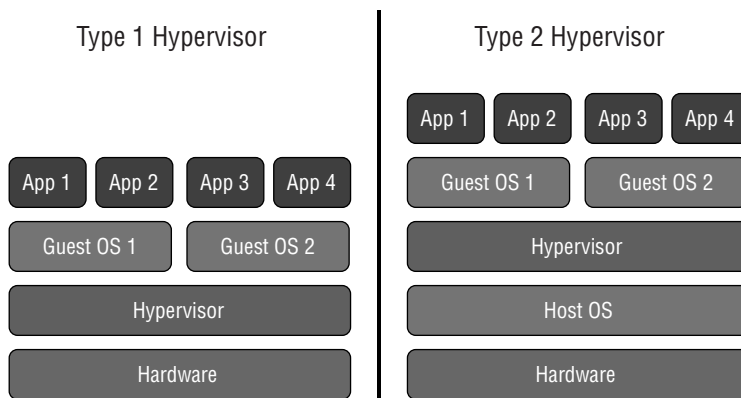 Type 1 Hypervisor
App 1 App 2 App 3 App 4
Guest OS 1 Guest OS 2
Hypervisor
Hardware
Type 2 Hypervisor
App 1 App 2 App 3 App 4
Guest OS 1 Guest OS 2
Hypervisor
Host OS
Hardware